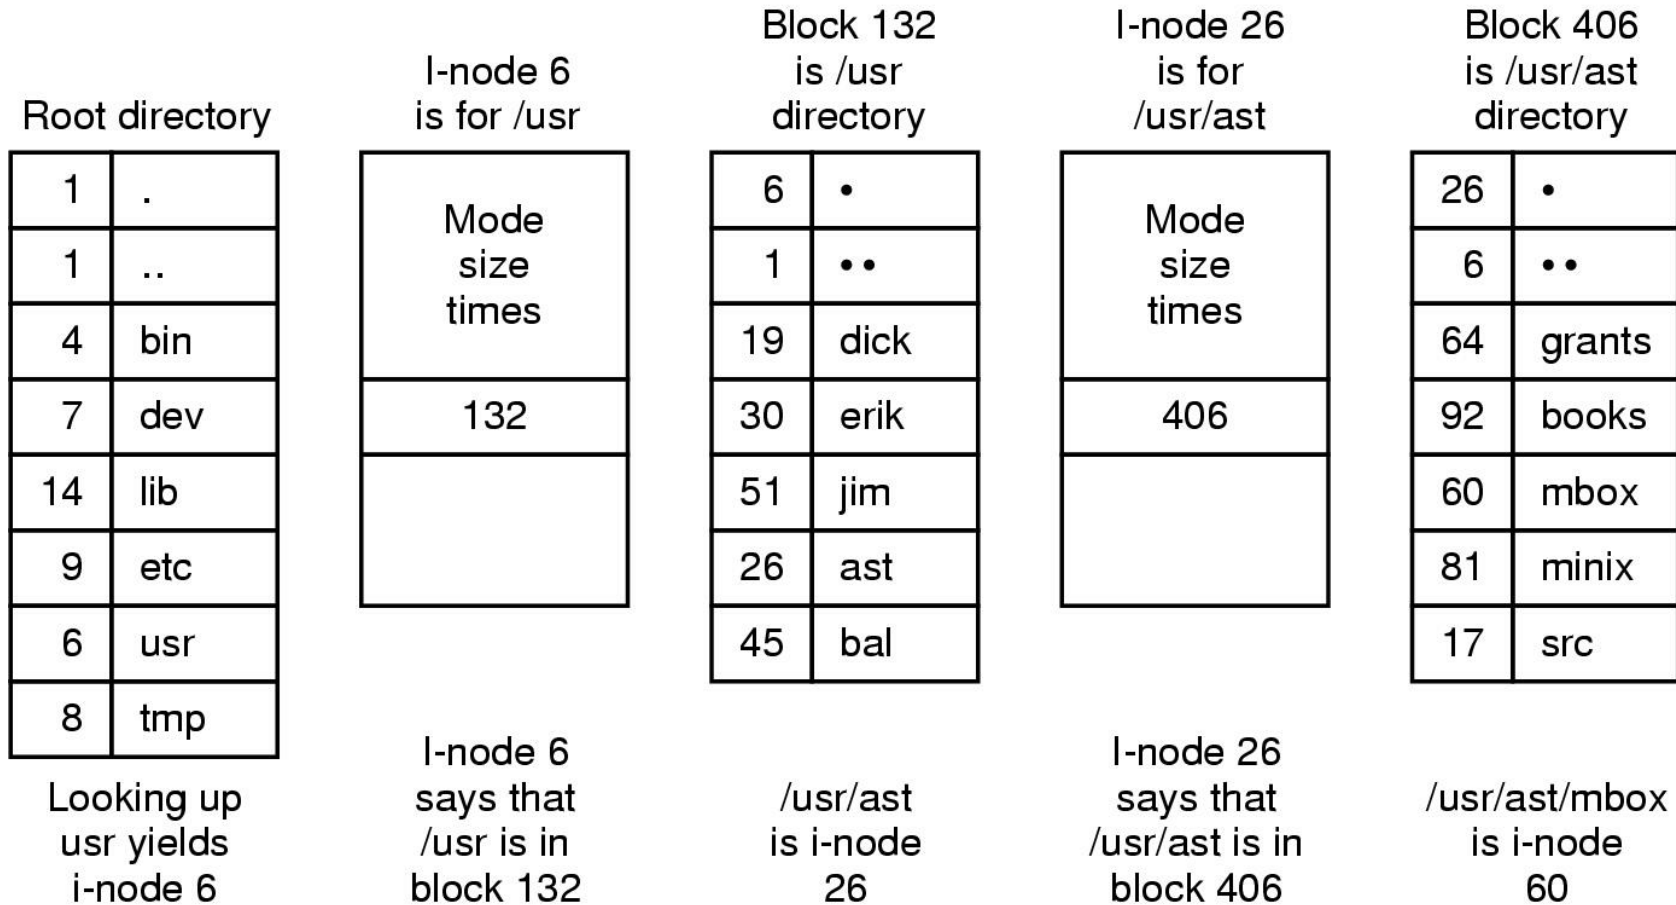 Root directory
1 .
1 ..
4 bin
7 dev
14 lib
9 etc
6 usr
8 tmp
Looking up
usr yields
i-node 6
I-node 6
is for /usr
Mode
size
times
132
I-node 6
says that
/usr is in
block 132
Block 132
is /usr
directory
6 •
1 ••
19 dick
30 erik
51 jim
26 ast
45 bal
/usr/ast
is i-node
26
I-node 26
is for
/usr/ast
Mode
size
times
406
I-node 26
says that
/usr/ast is in
block 406
Block 406
is /usr/ast
directory
26 •
6 ••
64 grants
92 books
60 mbox
81 minix
17 src
/usr/ast/mbox
is i-node
60